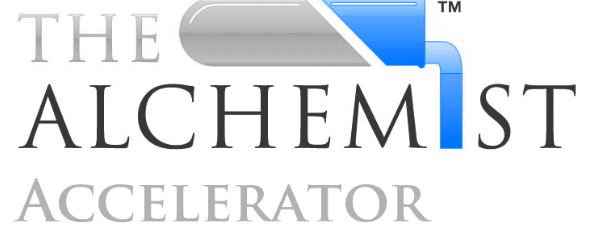 THE ™
ALCHEMIST
ACCELERATOR